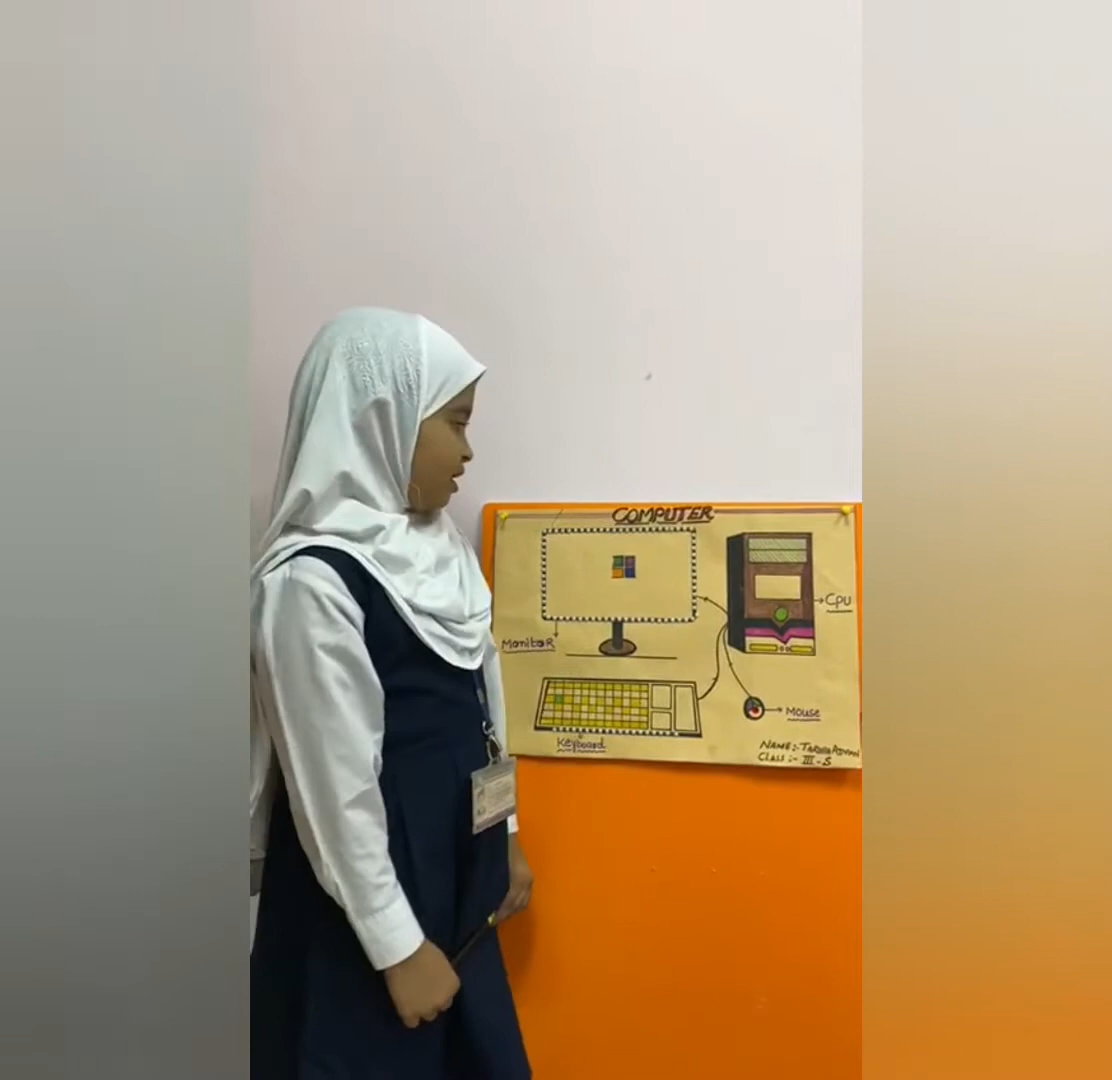 COMPUTER
CPU
MonitoR
Mouse
Keyboard
NAME :-
CLASS :- III - S